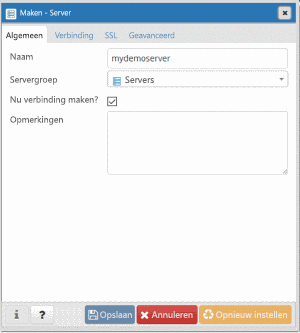 Maken - Server
Algemeen Verbinding SSL Geavanceerd
Naam mydemoserver
Servergroep Servers
Nu verbinding maken?
Opmerkingen
i ? Opslaan Annuleren Opnieuw instellen